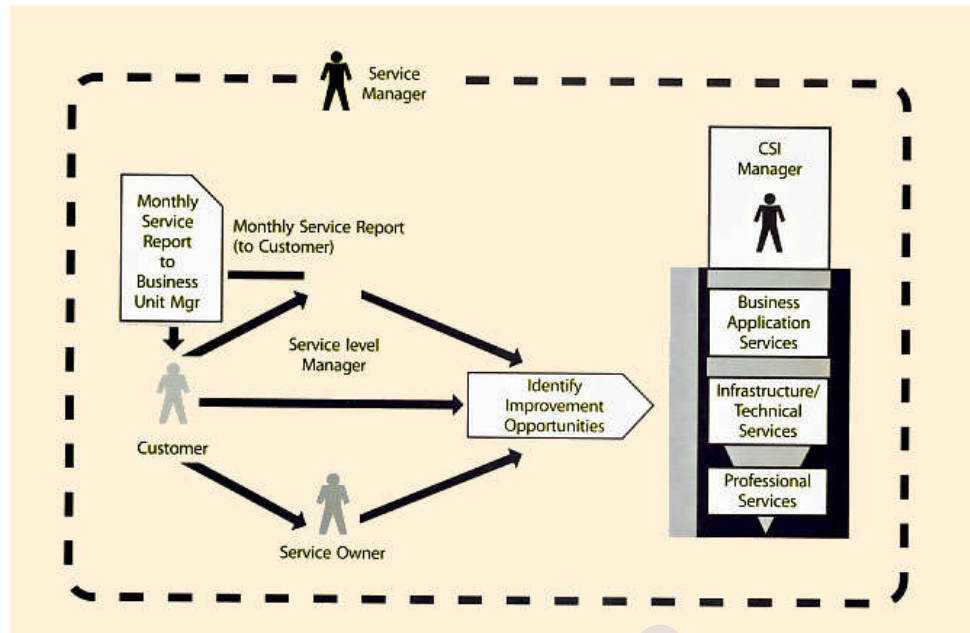 Service
Manager
CSI
Manager
Monthly
Service
Report
to
Business
Unit Mgr
Monthly Service Report
(to Customer)
Service level
Manager
Customer
Service Owner
Identify
Improvement
Opportunities
Business
Application
Services
Infrastructure/
Technical
Services
Professional
Services